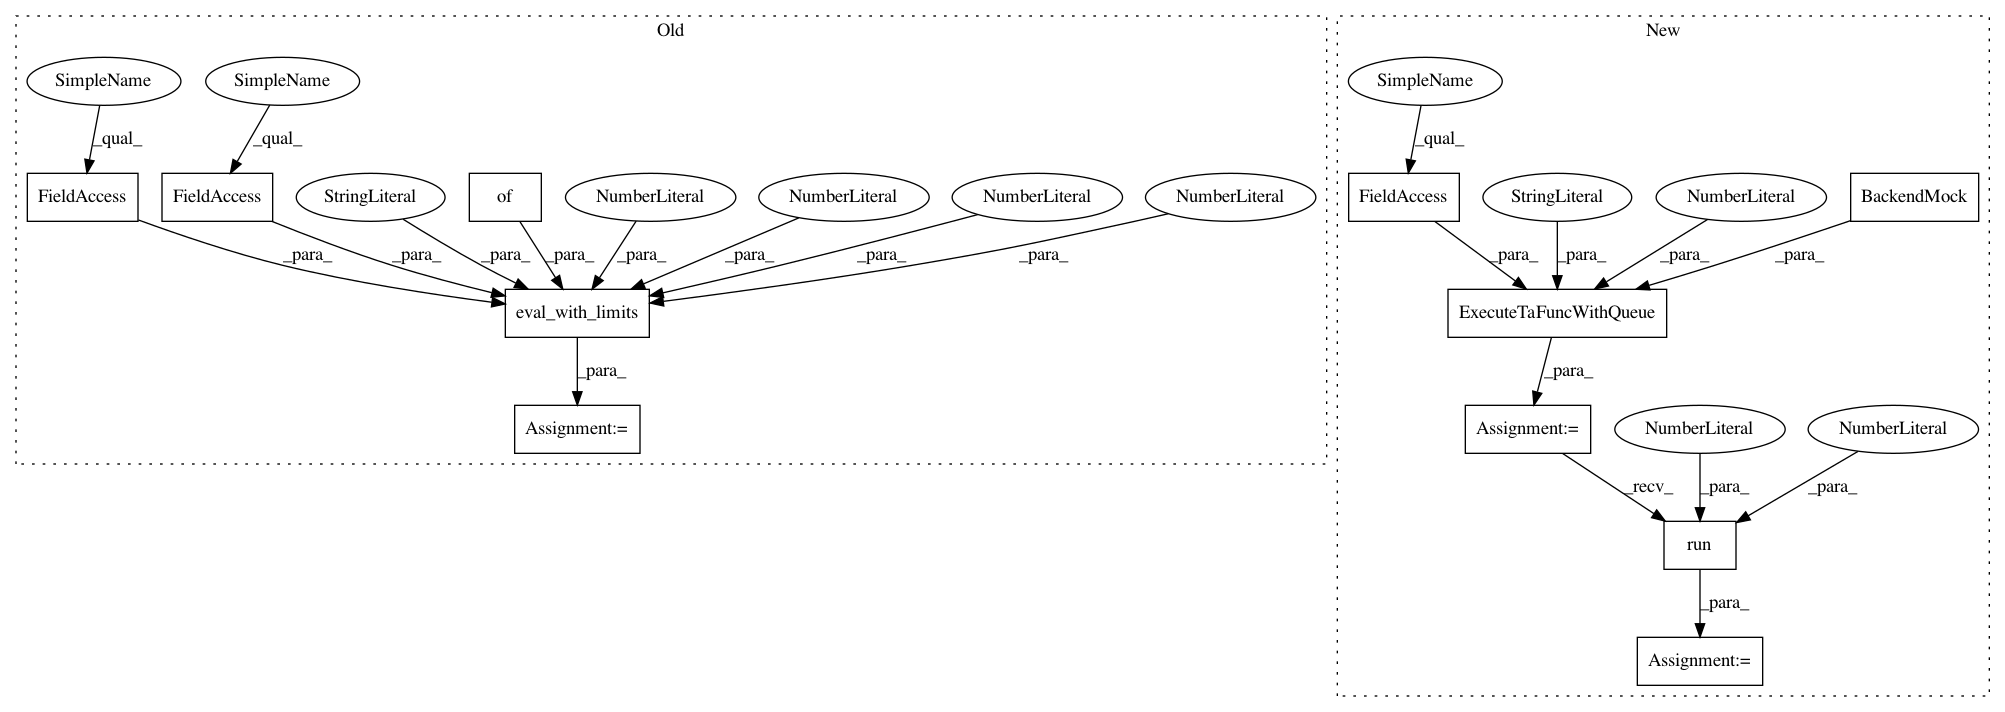 Old
New
SimpleName
SimpleName
SimpleName
_qual_
_qual_
_qual_
FieldAccess
FieldAccess
StringLiteral
of
NumberLiteral
NumberLiteral
NumberLiteral
NumberLiteral
FieldAccess
StringLiteral
NumberLiteral
BackendMock
_para_
_para_
_para_
_para_
_para_
_para_
_para_
_para_
_para_
_para_
_para_
_para_
eval_with_limits
ExecuteTaFuncWithQueue
_para_
_para_
Assignment:=
Assignment:=
NumberLiteral
NumberLiteral
_recv_
_para_
_para_
run
_para_
Assignment:=